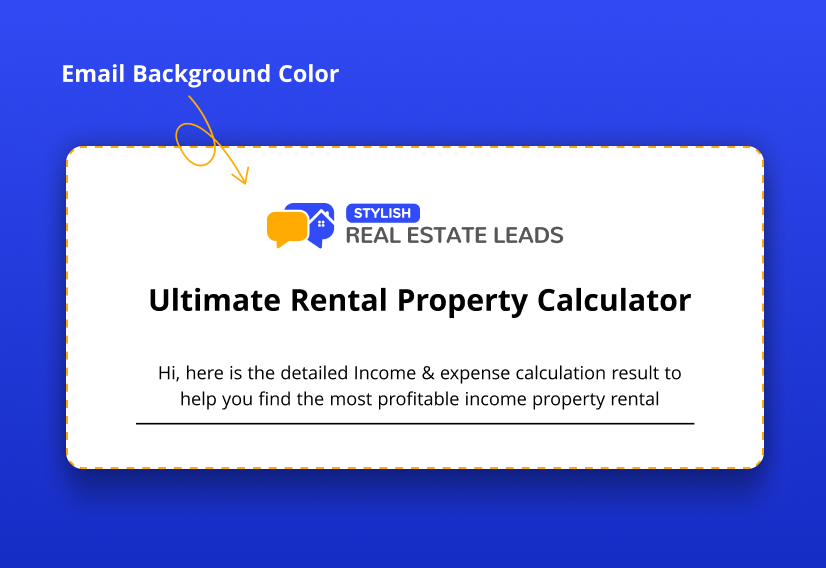 Email Background Color
STYLISH
REAL ESTATE LEADS
Ultimate Rental Property Calculator
Hi, here is the detailed Income & expense calculation result to
help you find the most profitable income property rental